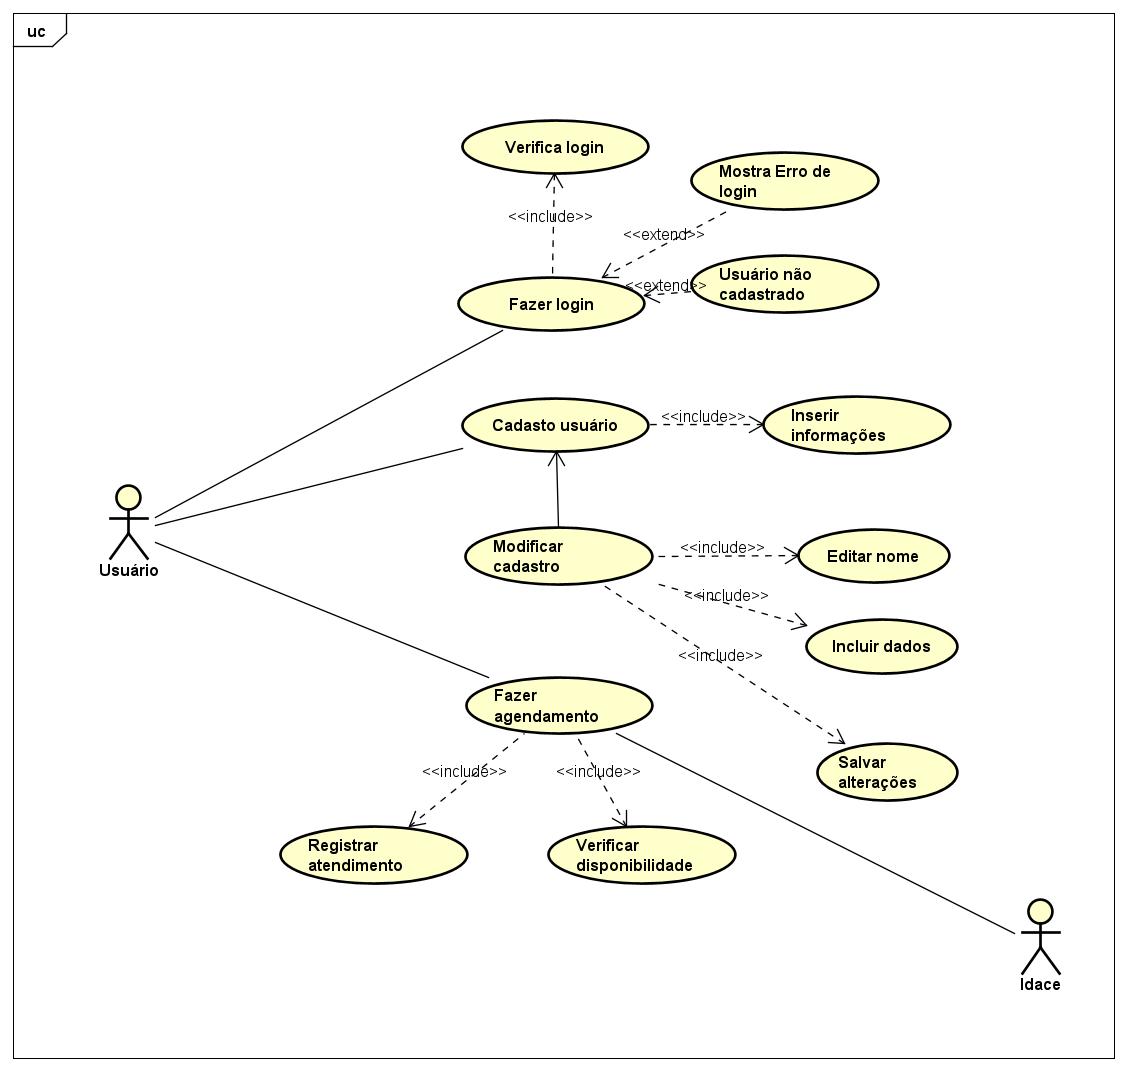 uc
Verifica login
Mostra Erro de
login
<<include>>
<<extend>>
Usuário não
cadastrado
<<extend>>
Fazer login
Cadasto usuário
<<include>>
Inserir
informações
Usuário
Modificar
cadastro
<<include>>
Editar nome
<<include>>
Incluir dados
<<include>>
Fazer
agendamento
Salvar
alterações
<<include>>
<<include>>
Registrar
atendimento
Verificar
disponibilidade
Idace